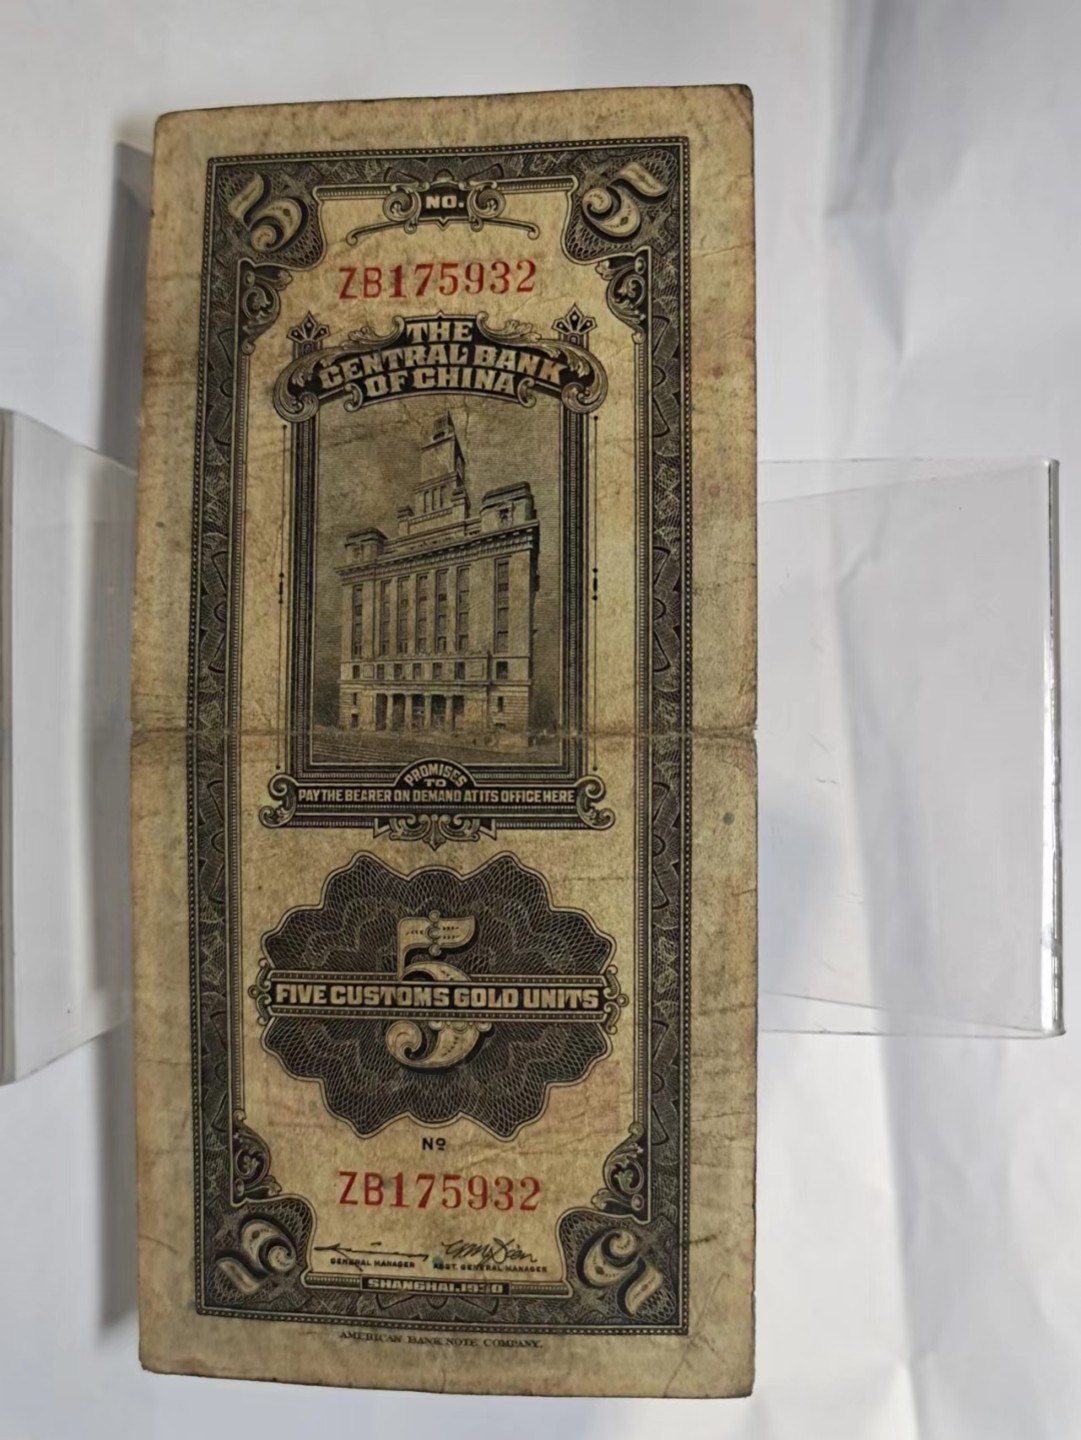 5 NO. 5
ZB175932
THE
CENTRAL BANK
OF CHINA
PROMISES
TO
PAY THE BEARER ON DEMAND AT ITS OFFICE HERE
5
FIVE CUSTOMS GOLD UNITS
5
Nº
ZB175932
GENERAL MANAGER ASST. GENERAL MANAGER
5 SHANGHAI, 1930 5
AMERICAN BANK NOTE COMPANY.